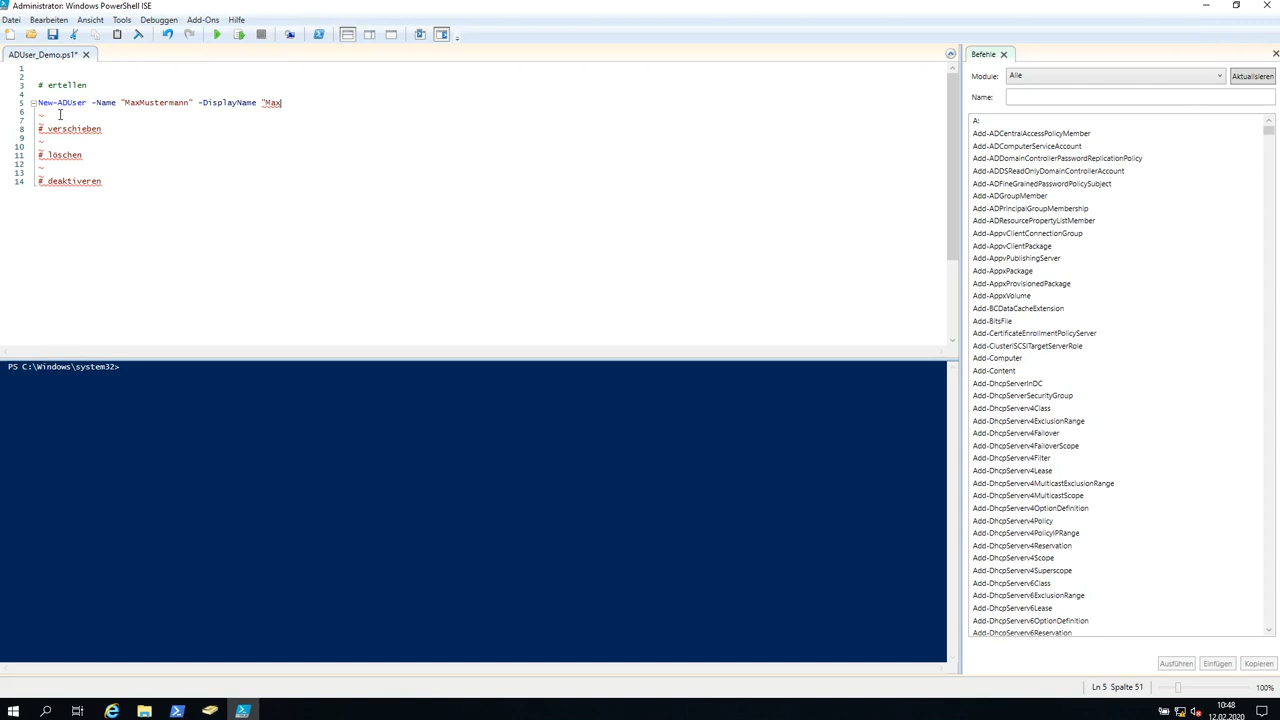 Administrator: Windows PowerShell ISE
Datei Bearbeiten Ansicht Tools Debuggen Add-Ons Hilfe
ADUser_Demo.ps1*
1
2
3 # ertellen
4
5 New-ADUser -Name "MaxMustermann" -DisplayName "Max
6
7
8 # verschieben
9
10
11 # löschen
12
13
14 # deaktiveren
PS C:\Windows\system32>
Befehle
Module: Alle Aktualisieren
Name:
A:
Add-ADCentralAccessPolicyMember
Add-ADComputerServiceAccount
Add-ADDomainControllerPasswordReplicationPolicy
Add-ADDSReadOnlyDomainControllerAccount
Add-ADFineGrainedPasswordPolicySubject
Add-ADGroupMember
Add-ADPrincipalGroupMembership
Add-ADResourcePropertyListMember
Add-AppvClientConnectionGroup
Add-AppvClientPackage
Add-AppvPublishingServer
Add-AppxPackage
Add-AppxProvisionedPackage
Add-AppxVolume
Add-BCDataCacheExtension
Add-BitsFile
Add-CertificateEnrollmentPolicyServer
Add-ClusteriSCSITargetServerRole
Add-Computer
Add-Content
Add-DhcpServerInDC
Add-DhcpServerSecurityGroup
Add-DhcpServerv4Class
Add-DhcpServerv4ExclusionRange
Add-DhcpServerv4Failover
Add-DhcpServerv4FailoverScope
Add-DhcpServerv4Filter
Add-DhcpServerv4Lease
Add-DhcpServerv4MulticastExclusionRange
Add-DhcpServerv4MulticastScope
Add-DhcpServerv4OptionDefinition
Add-DhcpServerv4Policy
Add-DhcpServerv4PolicyIPRange
Add-DhcpServerv4Reservation
Add-DhcpServerv4Scope
Add-DhcpServerv4Superscope
Add-DhcpServerv6Class
Add-DhcpServerv6ExclusionRange
Add-DhcpServerv6Lease
Add-DhcpServerv6OptionDefinition
Add-DhcpServerv6Reservation
Ausführen Einfügen Kopieren
Ln 5 Spalte 51 100%
10:48
12.02.2020